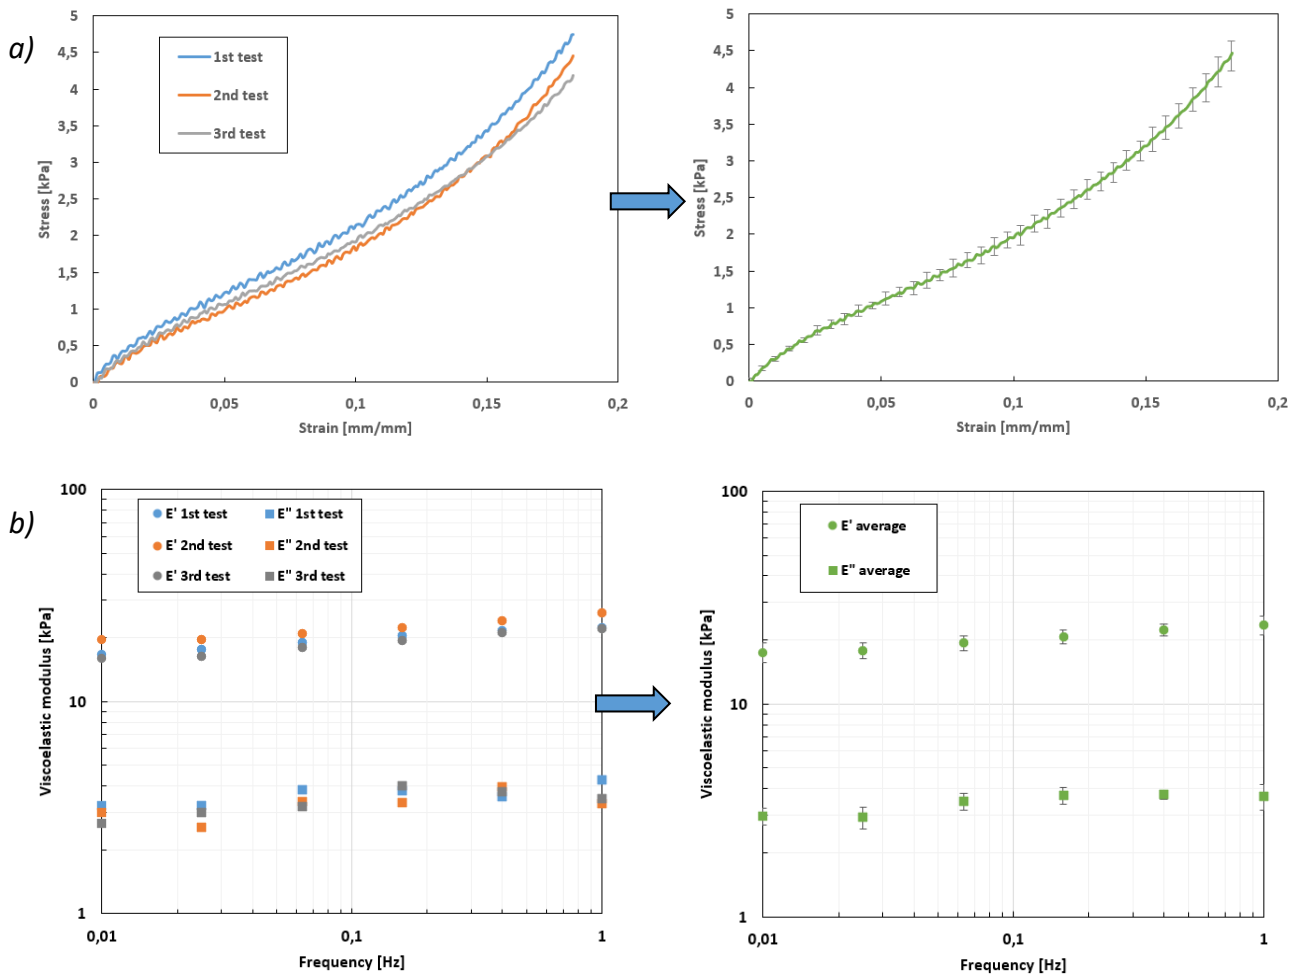 a)
5
4,5
4
3,5
3
2,5
2
1,5
1
0,5
0
Stress [kPa]
1st test
2nd test
3rd test
0 0,05 0,1 0,15 0,2
Strain [mm/mm]
5
4,5
4
3,5
3
2,5
2
1,5
1
0,5
0
Stress [kPa]
0 0,05 0,1 0,15 0,2
Strain [mm/mm]
b)
100
10
1
Viscoelastic modulus [kPa]
E' 1st test E" 1st test
E' 2nd test E" 2nd test
E' 3rd test E" 3rd test
0,01 0,1 1
Frequency [Hz]
100
10
1
Viscoelastic modulus [kPa]
E' average
E" average
0,01 0,1 1
Frequency [Hz]